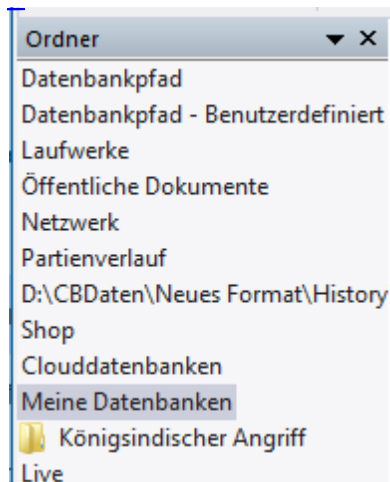 Ordner
Datenbankpfad
Datenbankpfad - Benutzerdefiniert
Laufwerke
Öffentliche Dokumente
Netzwerk
Partienverlauf
D:\CBDaten\Neues Format\History
Shop
Clouddatenbanken
Meine Datenbanken
Königsindischer Angriff
Live